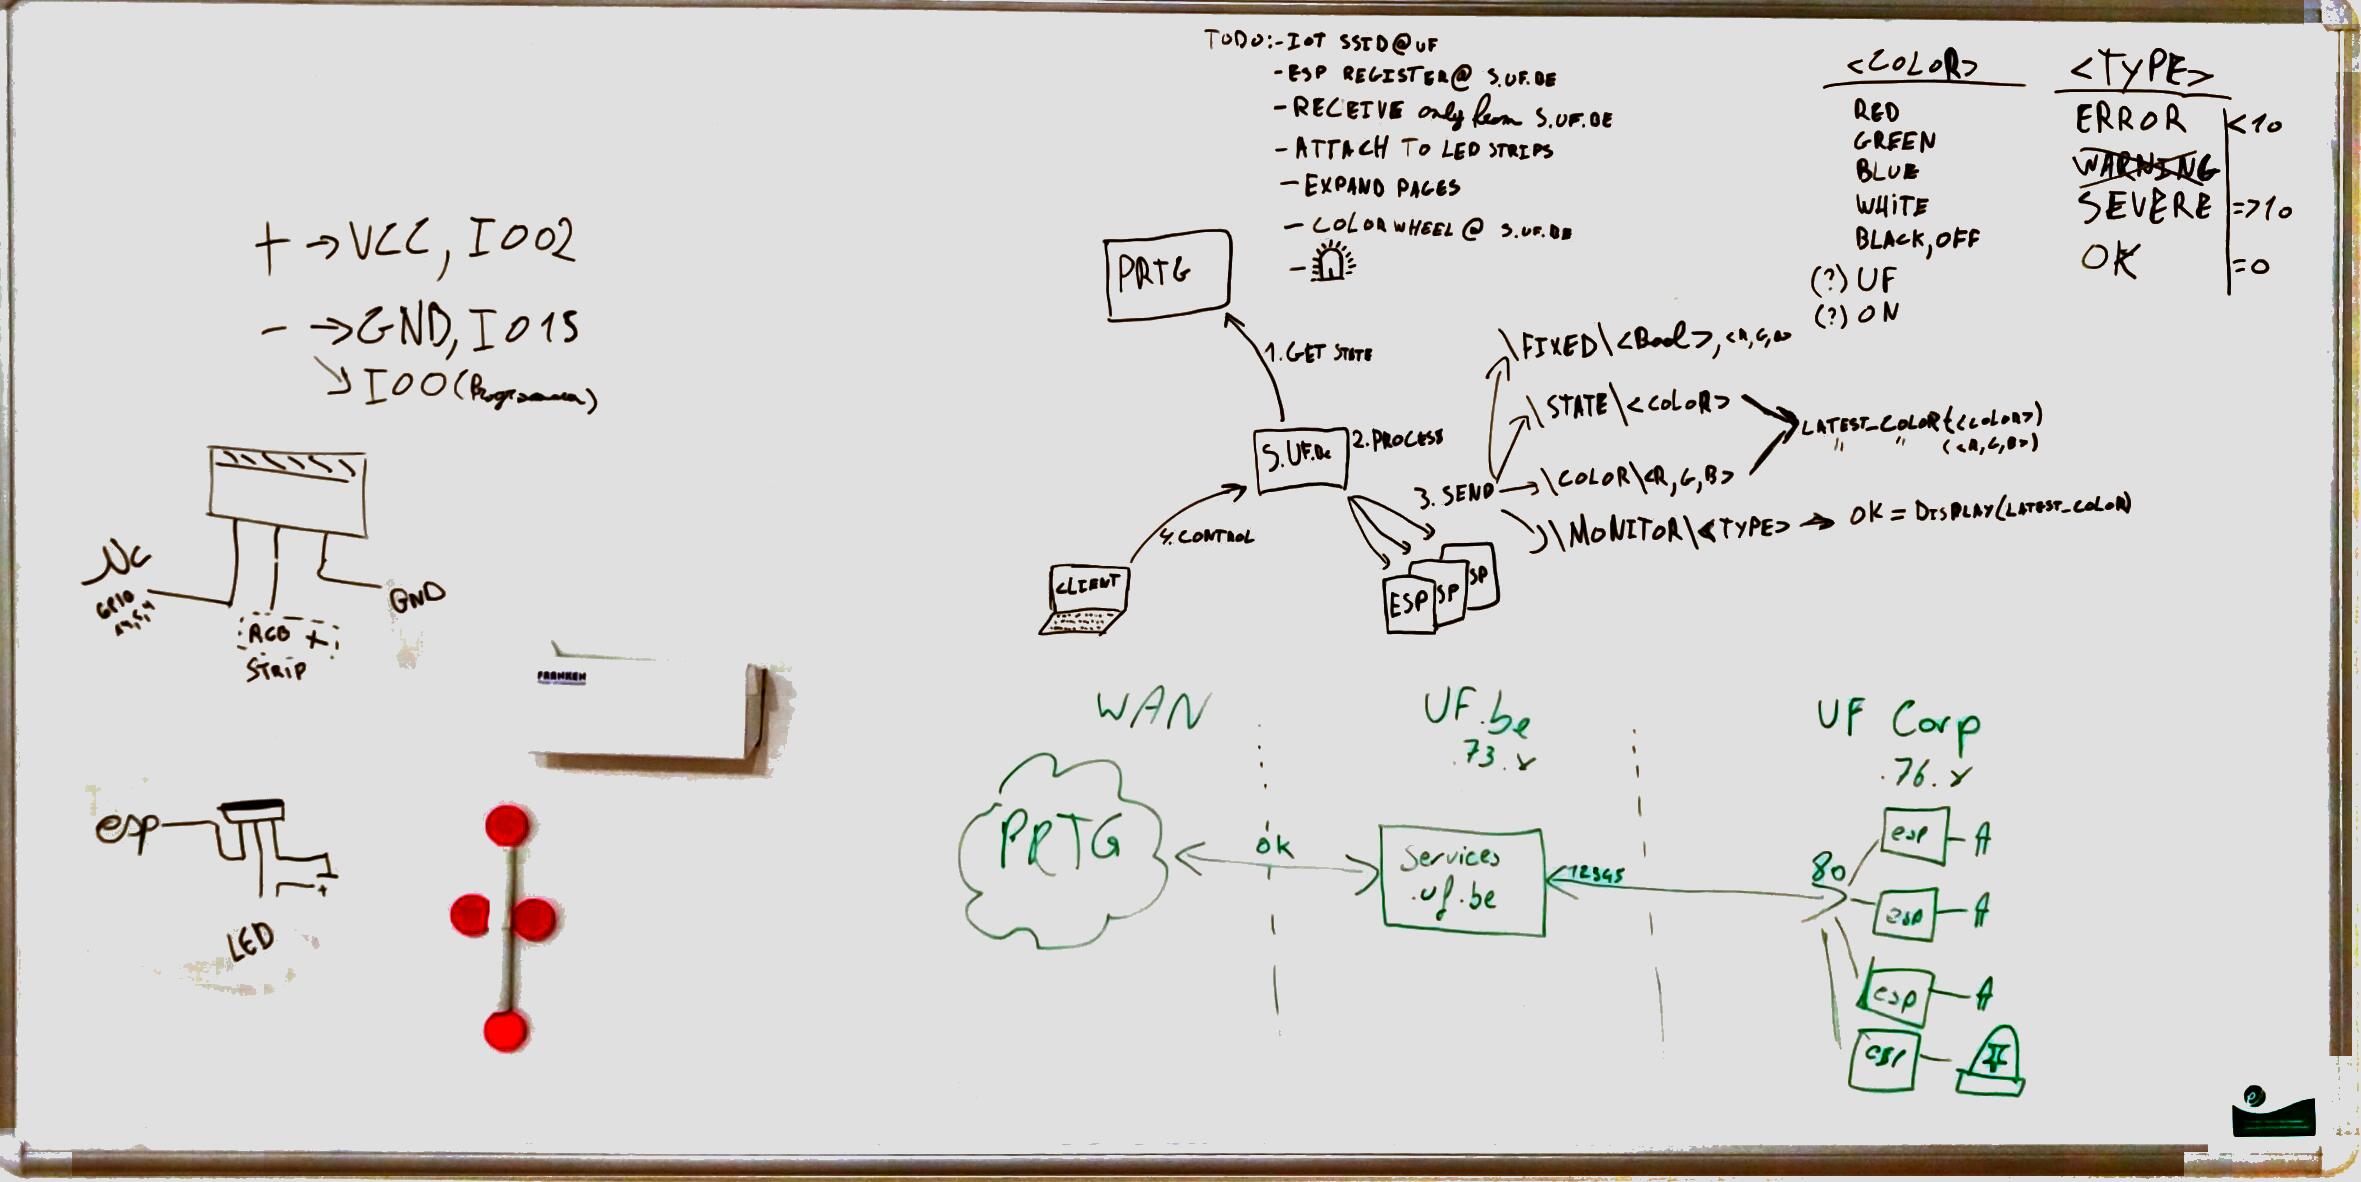 TODO:- IOT SSID@UF
- ESP REGISTER@ S.UF.BE
- RECEIVE only from S.UF.BE
- ATTACH TO LED STRIPS
- EXPAND PAGES
- COLORWHEEL @ S.UF.BE
-
<COLOR>
RED
GREEN
BLUE
WHITE
BLACK, OFF
(?) UF
(?) ON
<TYPE>
ERROR <10
WARNING
SEVERE =>10
OK =0
+ → VCC, IO02
- → GND, IO15
↘ IO0 (Programmeren)
NC
GPIO
GND
RGB +
STRIP
FRANKEN
esp
+
LED
PRTG
1. GET STATE
S.UF.Be
2. PROCESS
3. SEND
4. CONTROL
CLIENT
ESP
SP
SP
\FIXED\<Bool>, <R,G,B>
\STATE\<COLOR>
\COLOR\<R,G,B>
LATEST_COLOR {(<COLOR>)
" " (<R,G,B>)
\MONITOR\<TYPE> → OK = DISPLAY(LATEST_COLOR)
WAN
UF.be
.73.x
UF Corp
.76.x
PRTG
ok
Services
.uf.be
12345
80
esp
esp
esp
esp